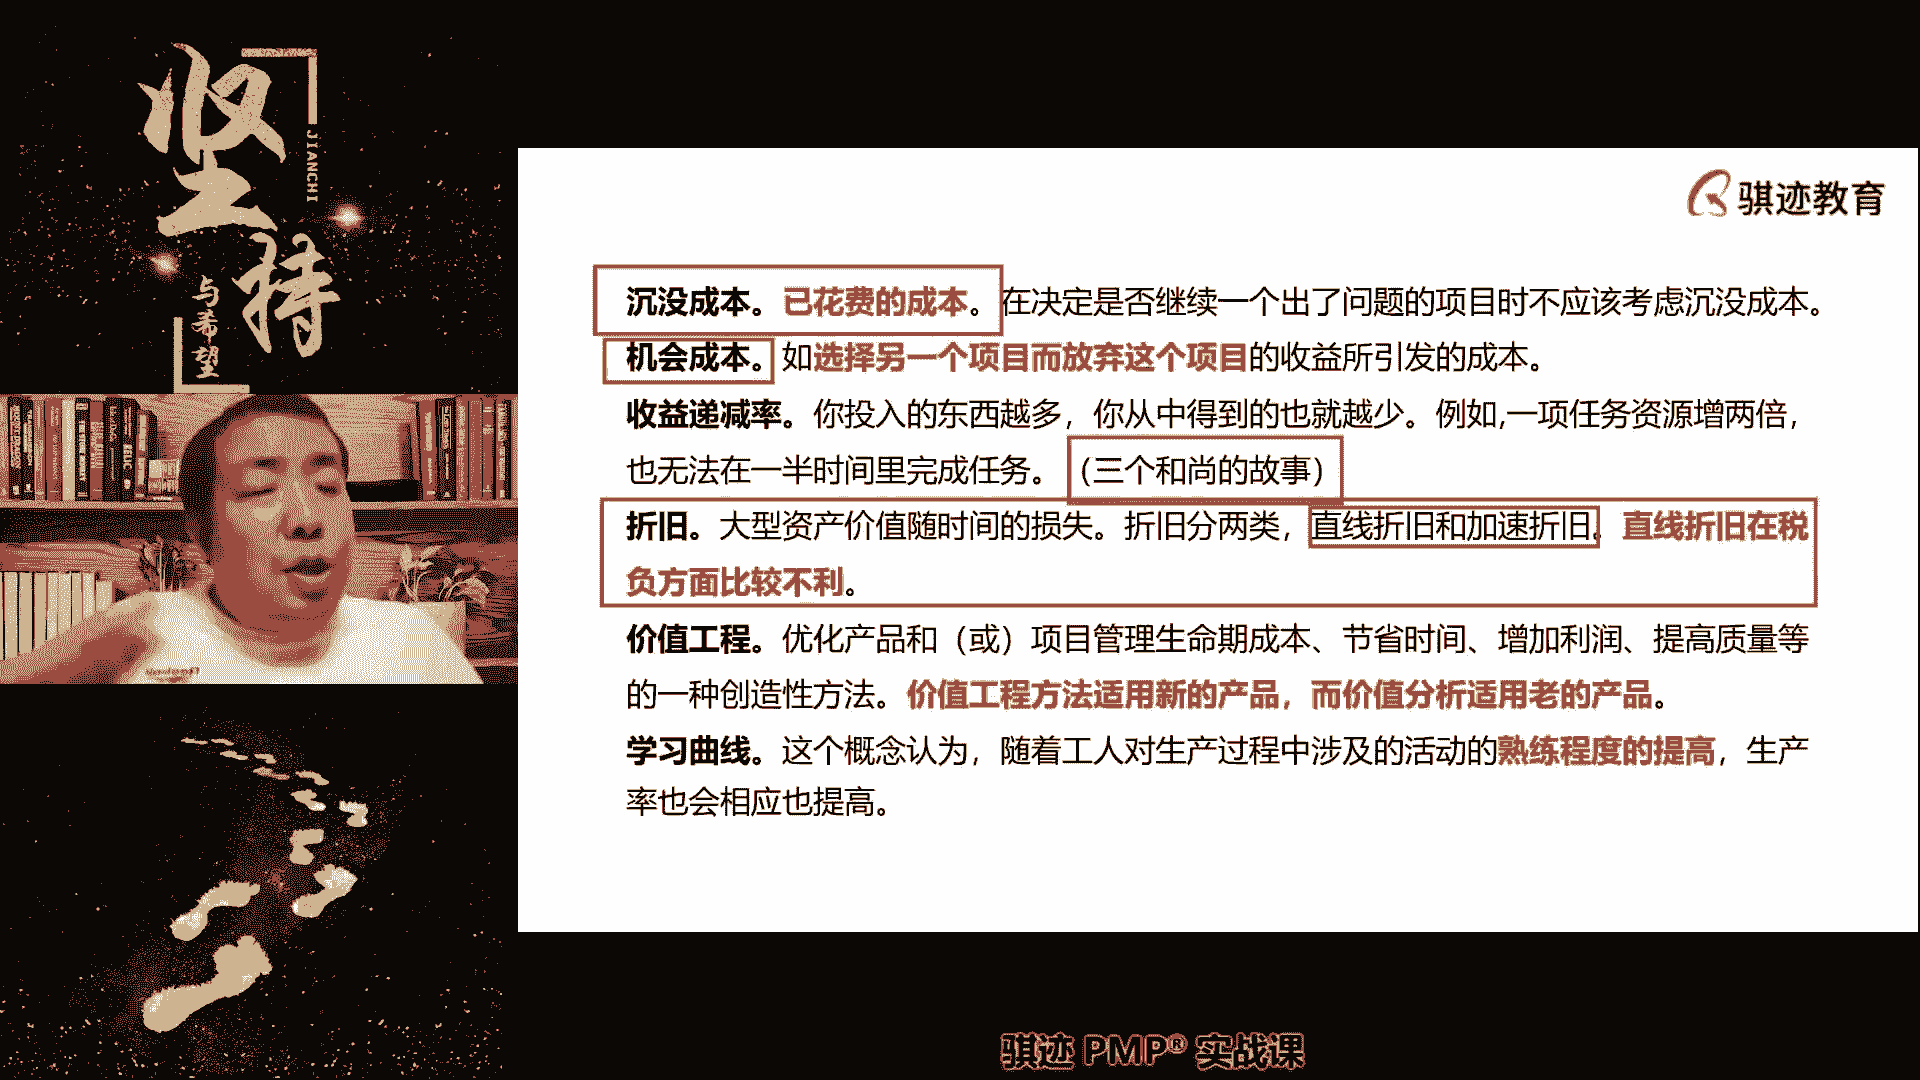 坚持
JIANCHI
与希望
骐迹教育
沉没成本。已花费的成本。在决定是否继续一个出了问题的项目时不应该考虑沉没成本。
机会成本。如选择另一个项目而放弃这个项目的收益所引发的成本。
收益递减率。你投入的东西越多，你从中得到的也就越少。例如,一项任务资源增两倍，
也无法在一半时间里完成任务。（三个和尚的故事）
折旧。大型资产价值随时间的损失。折旧分两类，直线折旧和加速折旧。直线折旧在税
负方面比较不利。
价值工程。优化产品和（或）项目管理生命期成本、节省时间、增加利润、提高质量等
的一种创造性方法。价值工程方法适用新的产品，而价值分析适用老的产品。
学习曲线。这个概念认为，随着工人对生产过程中涉及的活动的熟练程度的提高，生产
率也会相应也提高。
骐迹 PMP® 实战课